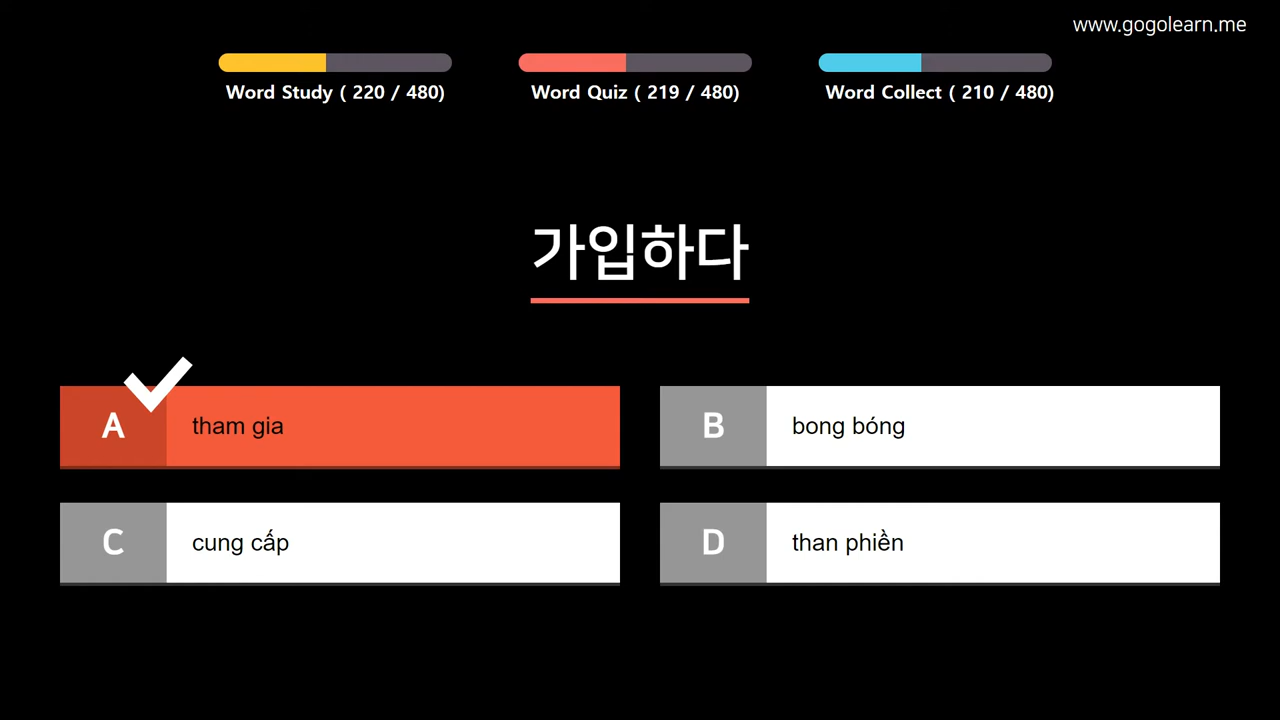 www.gogolearn.me
Word Study ( 220 / 480)
Word Quiz ( 219 / 480)
Word Collect ( 210 / 480)
가입하다
A
tham gia
B
bong bóng
C
cung cấp
D
than phiền